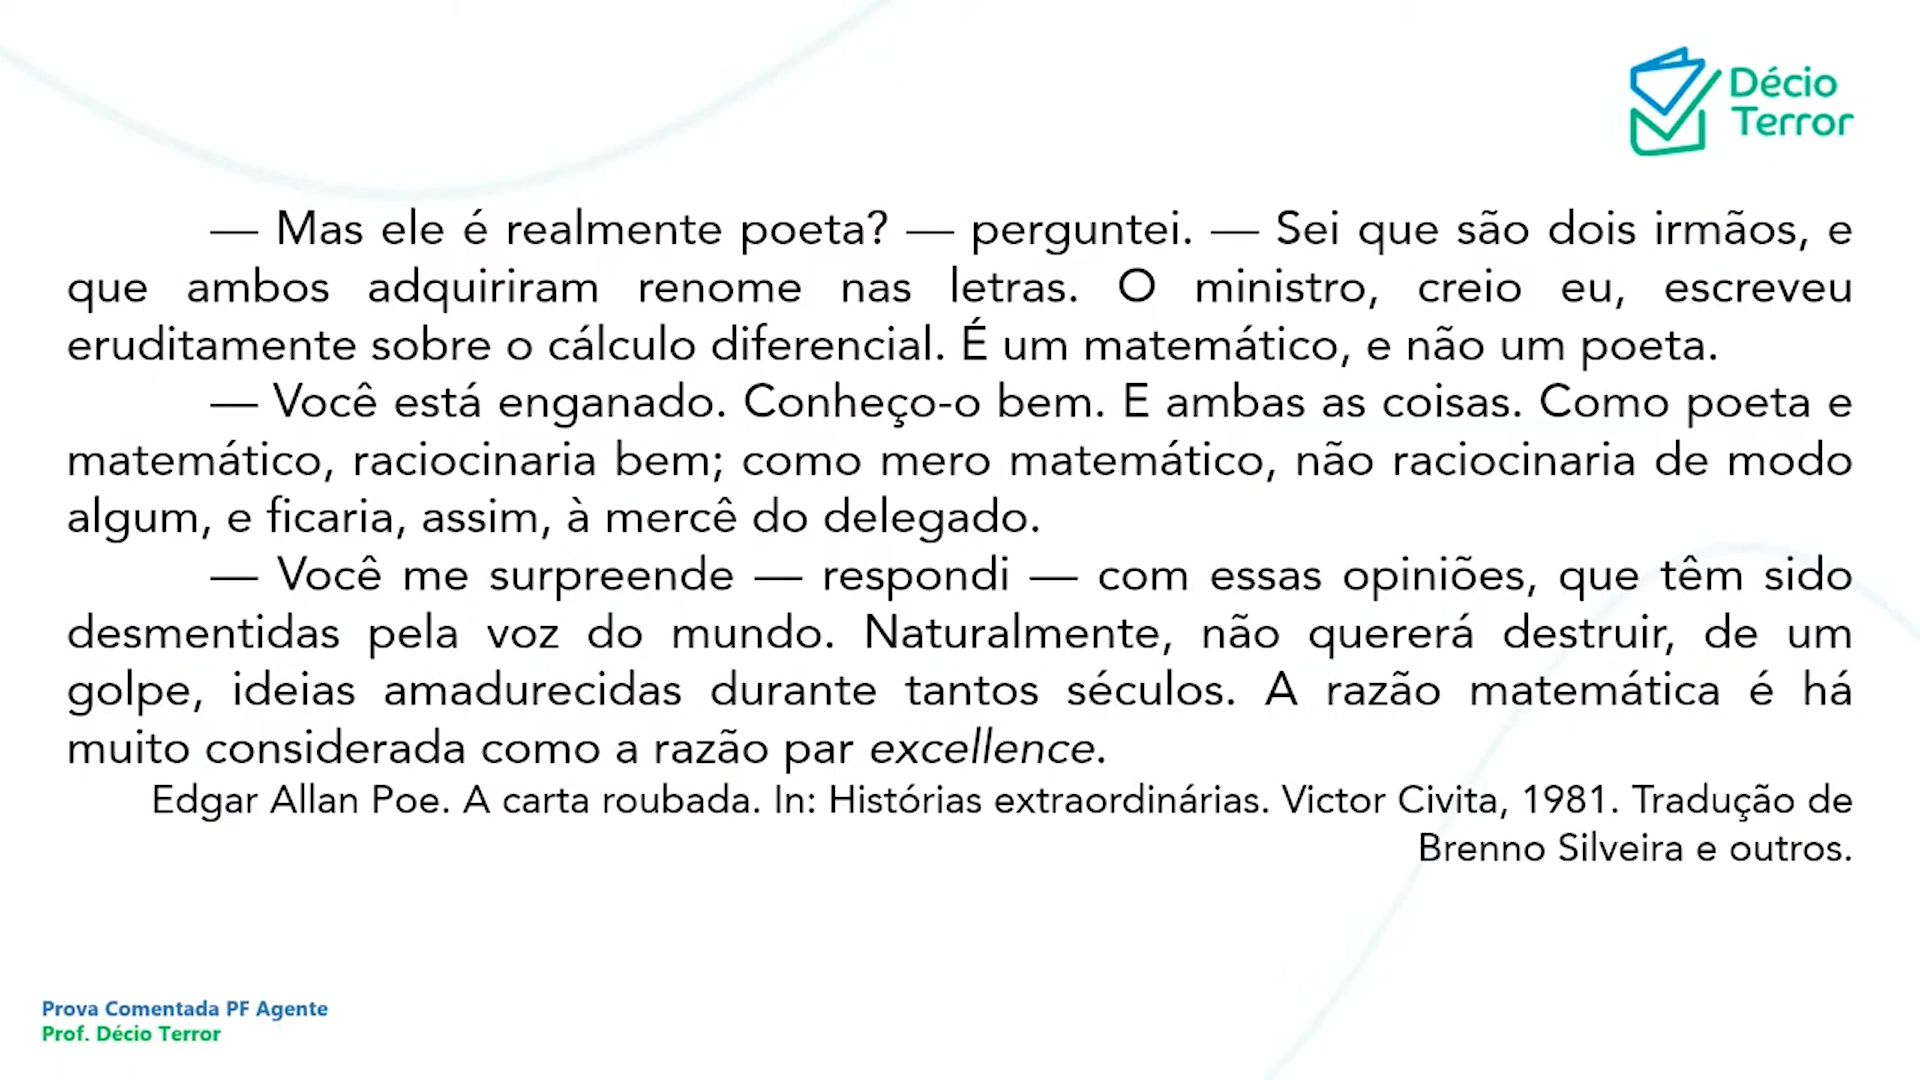 Décio
Terror
— Mas ele é realmente poeta? — perguntei. — Sei que são dois irmãos, e
que ambos adquiriram renome nas letras. O ministro, creio eu, escreveu
eruditamente sobre o cálculo diferencial. É um matemático, e não um poeta.
— Você está enganado. Conheço-o bem. E ambas as coisas. Como poeta e
matemático, raciocinaria bem; como mero matemático, não raciocinaria de modo
algum, e ficaria, assim, à mercê do delegado.
— Você me surpreende — respondi — com essas opiniões, que têm sido
desmentidas pela voz do mundo. Naturalmente, não quererá destruir, de um
golpe, ideias amadurecidas durante tantos séculos. A razão matemática é há
muito considerada como a razão par excellence.
Edgar Allan Poe. A carta roubada. In: Histórias extraordinárias. Victor Civita, 1981. Tradução de
Brenno Silveira e outros.
Prova Comentada PF Agente
Prof. Décio Terror